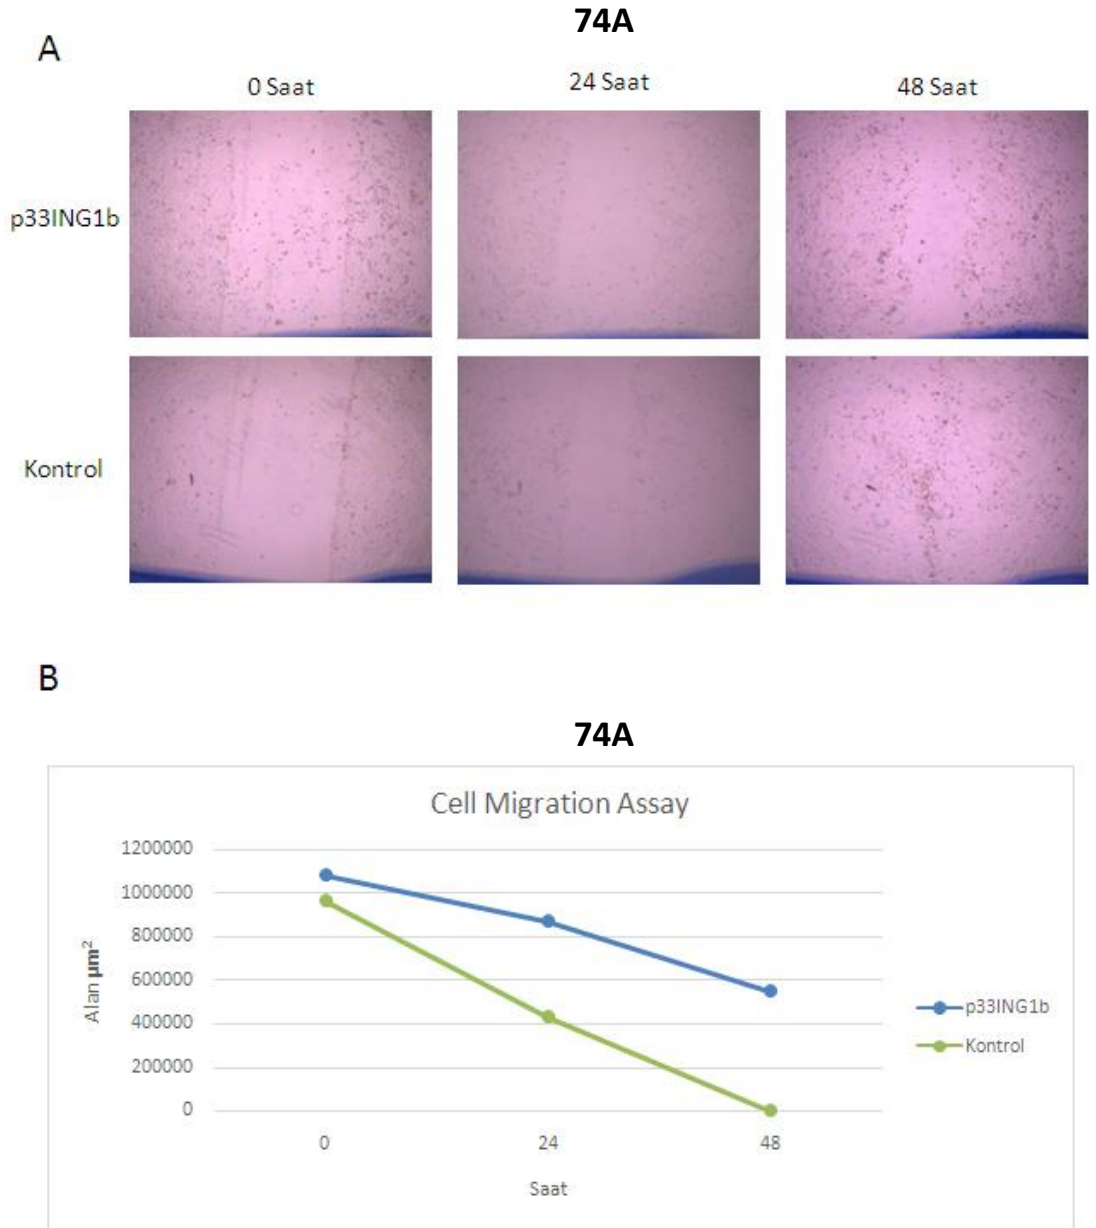 74A
A
0 Saat 24 Saat 48 Saat
p33ING1b
Kontrol
B
74A
Cell Migration Assay
1200000
1000000
800000
600000
400000
200000
0
Alan µm²
0 24 48
Saat
p33ING1b
Kontrol